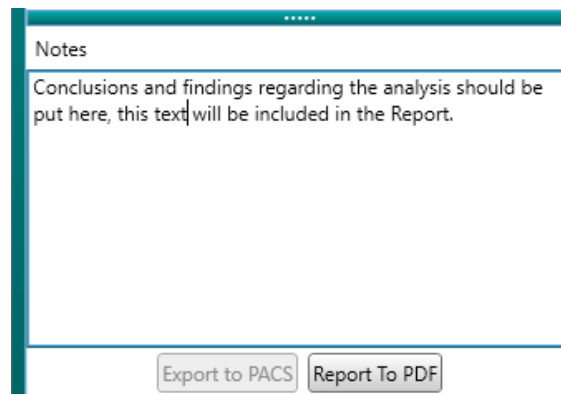 Notes
Conclusions and findings regarding the analysis should be
put here, this text will be included in the Report.
Export to PACS Report To PDF